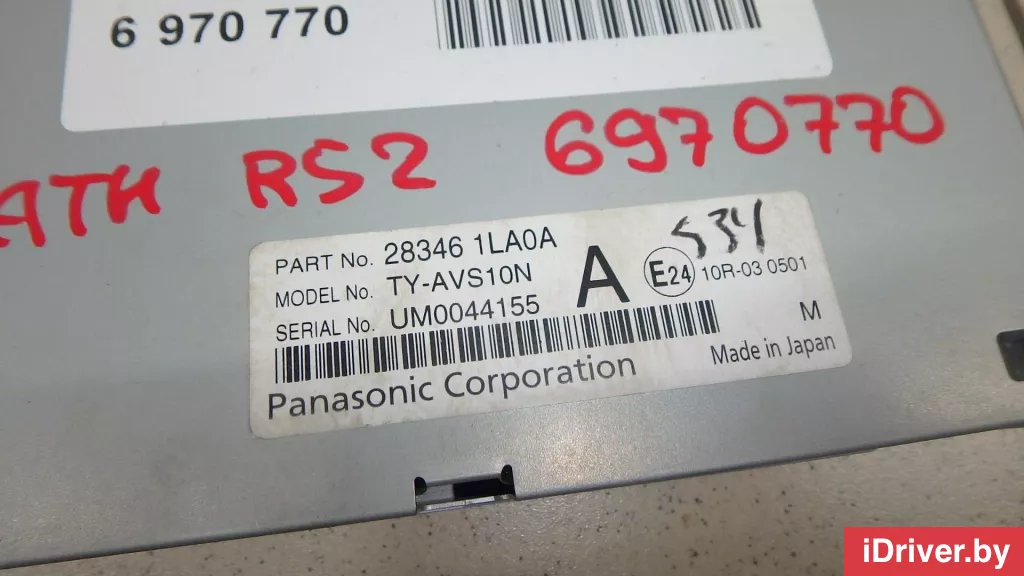 6 970 770
ATH RS2 6970770
534
PART No. 28346 1LA0A
MODEL No. TY-AVS10N
SERIAL No. UM0044155
A
E24 10R-03 0501
M
Made in Japan
Panasonic Corporation
iDriver.by